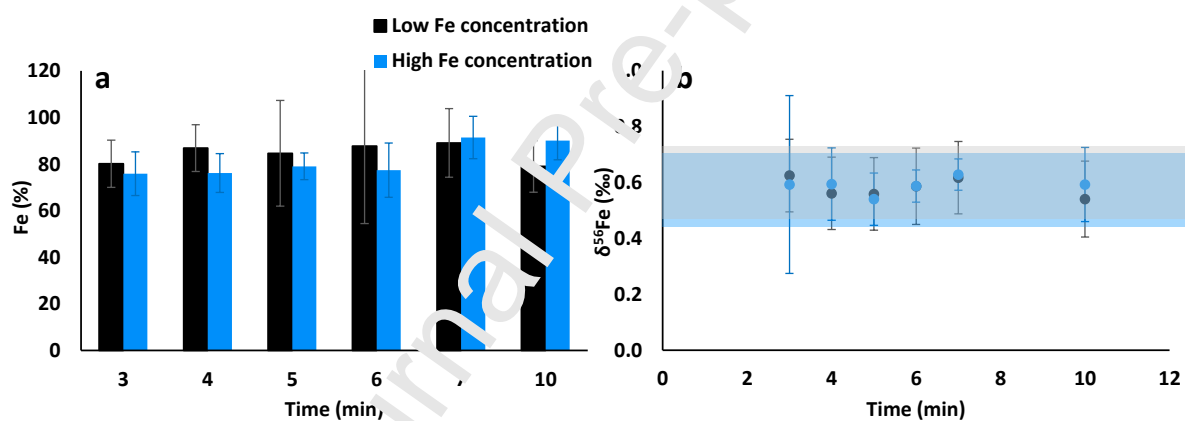 Low Fe concentration
High Fe concentration
a
120
100
80
60
40
20
0
Fe (%)
3 4 5 6 7 10
Time (min)
b
0.6
0.4
0.2
0.0
δ⁵⁶Fe (‰)
0 2 4 6 8 10 12
Time (min)